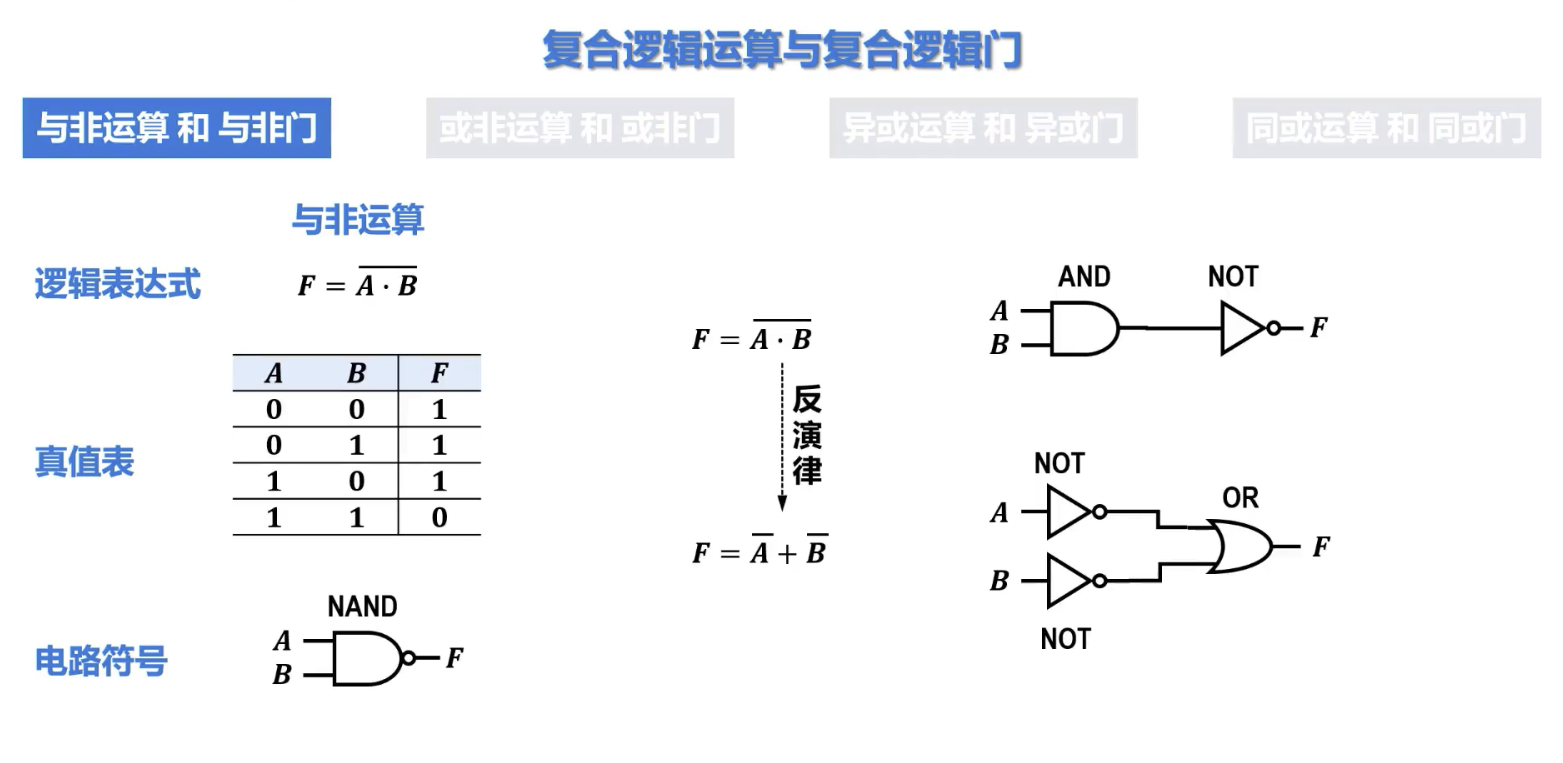 复合逻辑运算与复合逻辑门
与非运算 和 与非门
或非运算 和 或非门
异或运算 和 异或门
同或运算 和 同或门
与非运算
逻辑表达式
F = \overline{A · B}
真值表
A B F
0 0 1
0 1 1
1 0 1
1 1 0
电路符号
NAND
A
B
F
F = \overline{A · B}
反演律
F = \overline{A} + \overline{B}
AND
NOT
A
B
F
NOT
OR
A
F
B
NOT